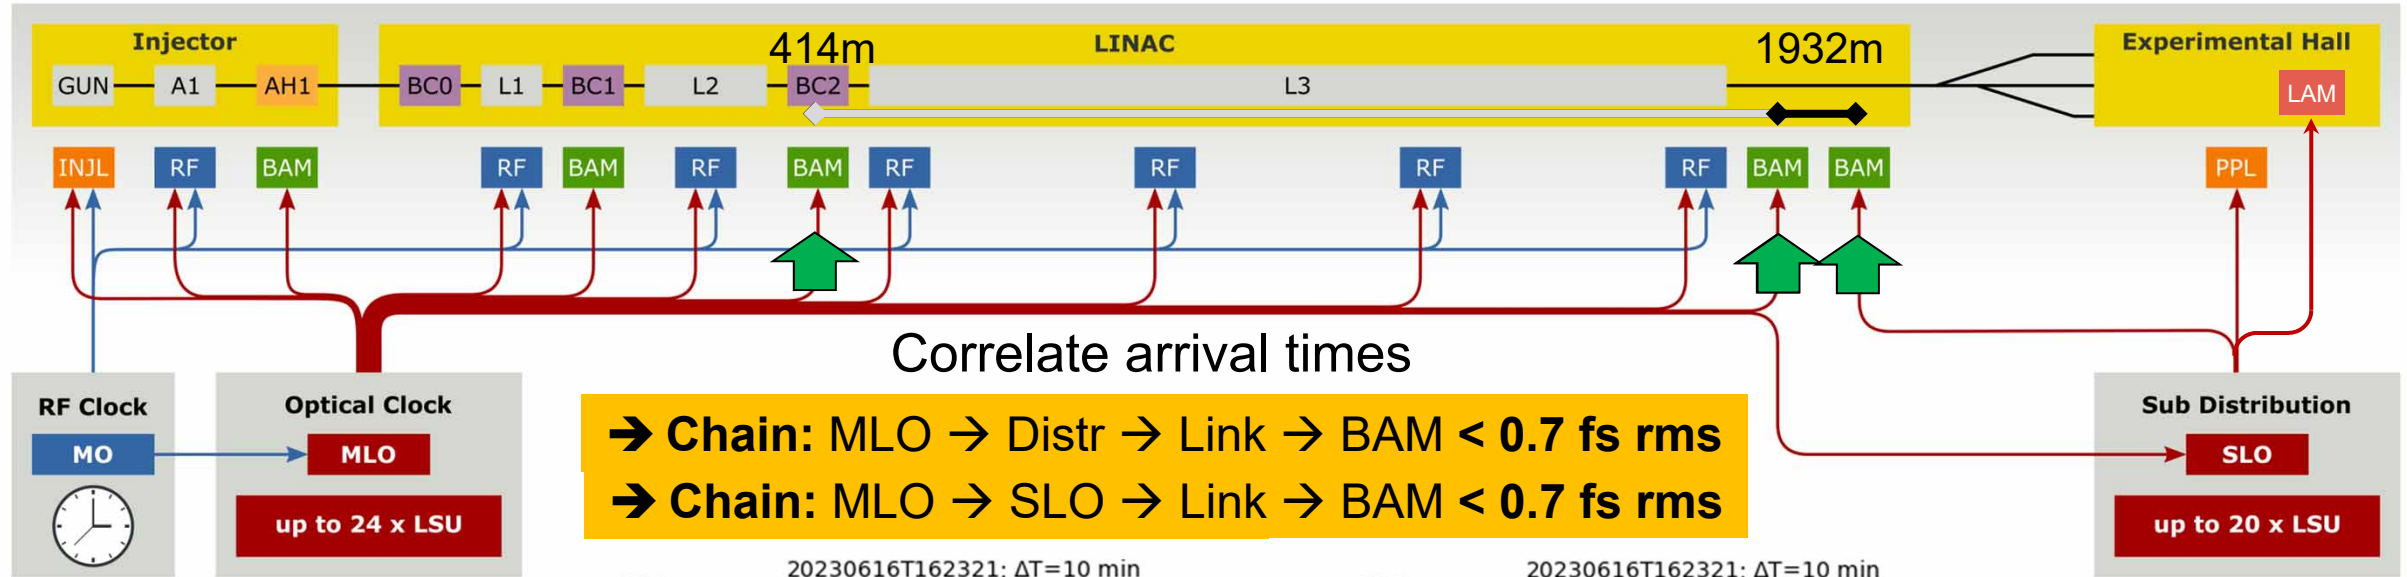 Injector
LINAC
Experimental Hall
414m
1932m
GUN
A1
AH1
BC0
L1
BC1
L2
BC2
L3
LAM
INJL
RF
BAM
RF
BAM
RF
BAM
RF
RF
RF
RF
BAM
BAM
PPL
Correlate arrival times
➔ Chain: MLO → Distr → Link → BAM < 0.7 fs rms
➔ Chain: MLO → SLO → Link → BAM < 0.7 fs rms
RF Clock
MO
Optical Clock
MLO
up to 24 x LSU
Sub Distribution
SLO
up to 20 x LSU
20230616T162321: ΔT=10 min
20230616T162321: ΔT=10 min